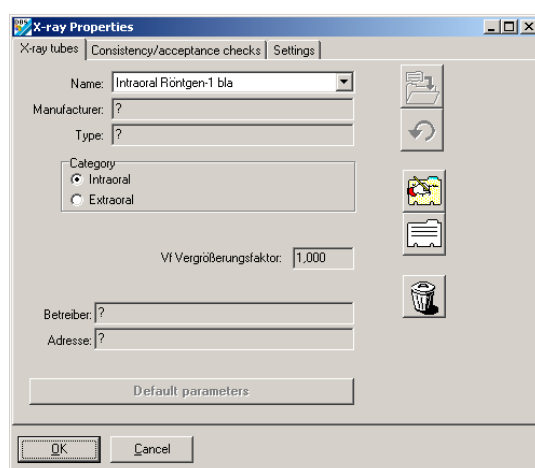 X-ray Properties
X-ray tubes Consistency/acceptance checks Settings
Name: Intraoral Röntgen-1 bla
Manufacturer: ?
Type: ?
Category
Intraoral
Extraoral
Vf Vergrößerungsfaktor: 1,000
Betreiber: ?
Adresse: ?
Default parameters
OK Cancel